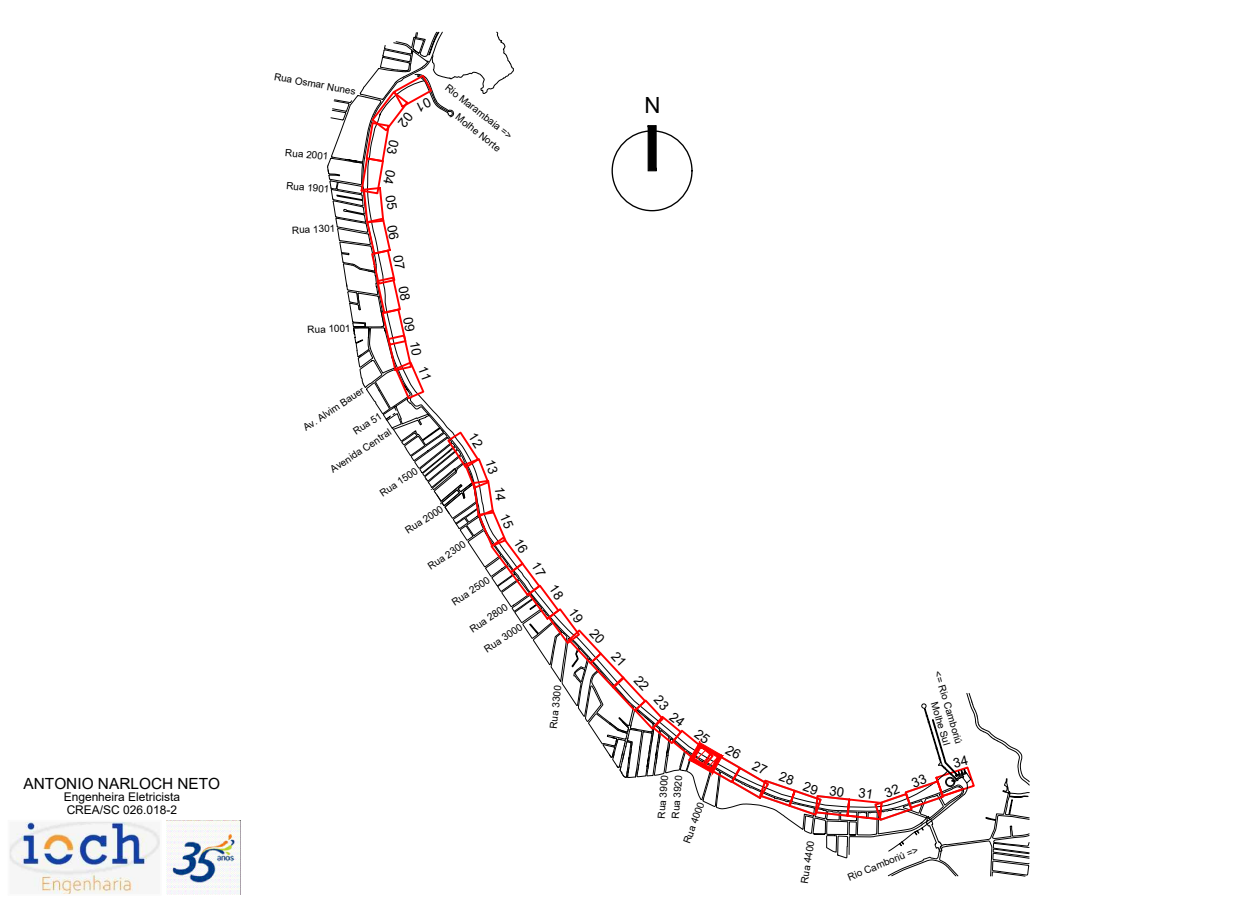 Rua Osmar Nunes
Rio Marambaia =>
Molhe Norte
N
01
02
03
04
05
06
07
08
09
10
11
Rua 2001
Rua 1901
Rua 1301
Rua 1001
Av. Alvim Bauer
Rua 51
Avenida Central
Rua 1500
Rua 2000
Rua 2300
Rua 2500
Rua 2800
Rua 3000
Rua 3300
12
13
14
15
16
17
18
19
20
21
22
23
24
25
26
27
28
29
30
31
32
33
34
Rua 3900
Rua 3920
Rua 4000
Rua 4400
Rio Camboriú =>
<= Rio Camboriú
Molhe Sul
ANTONIO NARLOCH NETO
Engenheira Eletricista
CREA/SC 026.018-2
ioch
Engenharia
35
anos